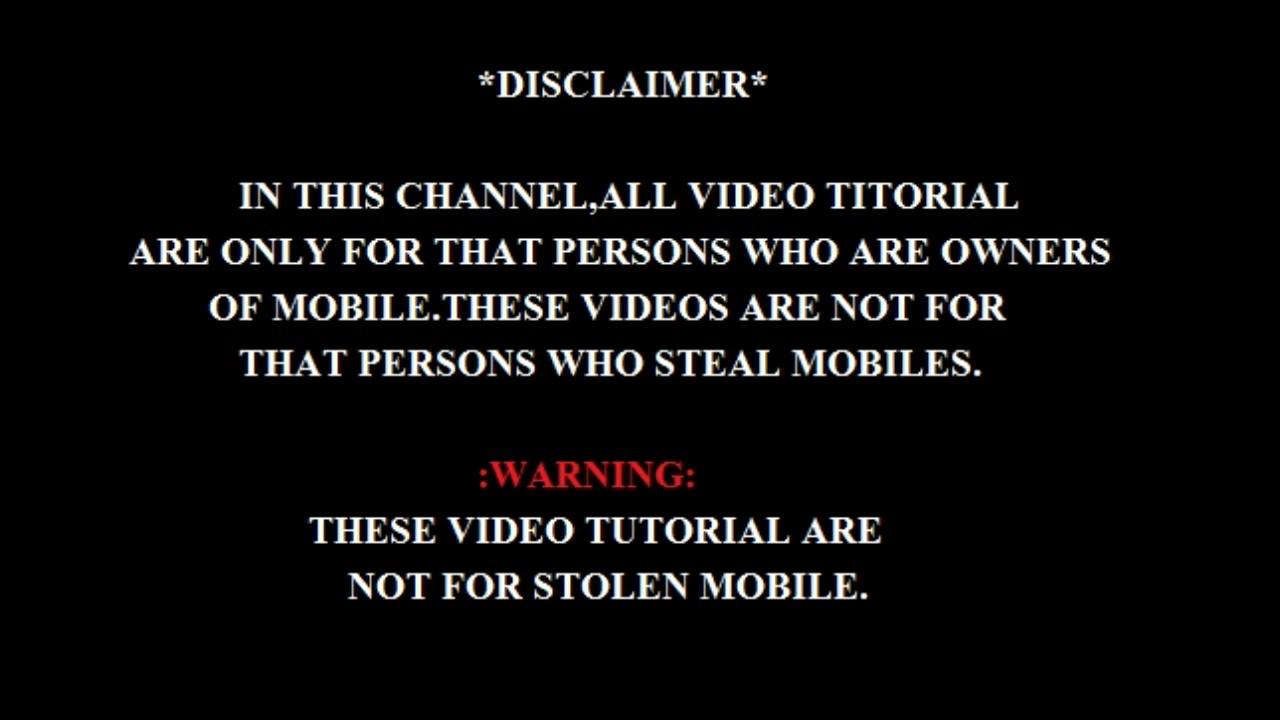 *DISCLAIMER*
IN THIS CHANNEL,ALL VIDEO TITORIAL
ARE ONLY FOR THAT PERSONS WHO ARE OWNERS
OF MOBILE.THESE VIDEOS ARE NOT FOR
THAT PERSONS WHO STEAL MOBILES.
:WARNING:
THESE VIDEO TUTORIAL ARE
NOT FOR STOLEN MOBILE.